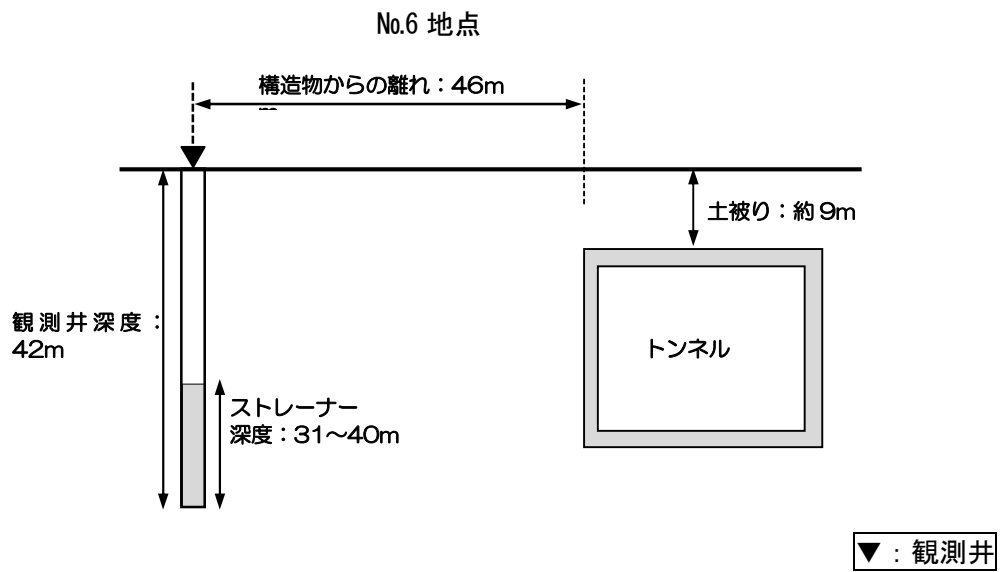 No.6 地点
構造物からの離れ：46m
土被り：約9m
観測井深度：
42m
トンネル
ストレーナー
深度：31～40m
▼：観測井